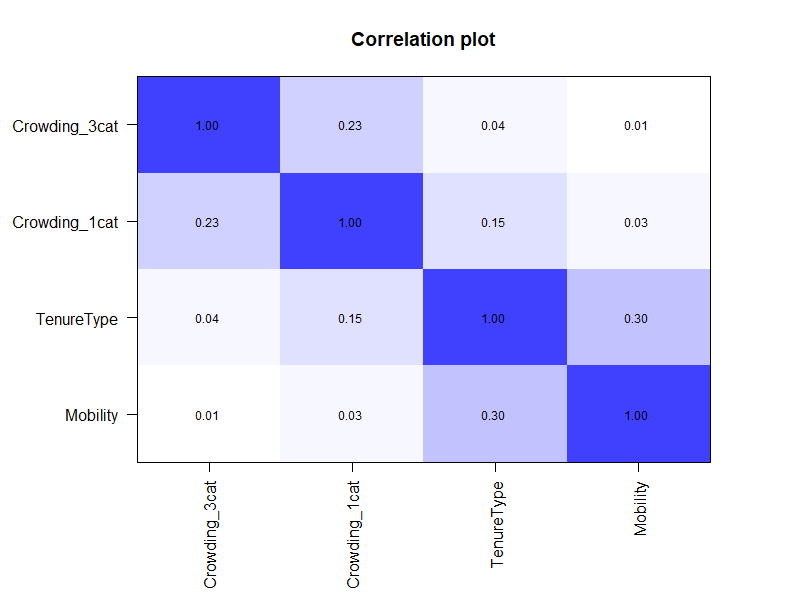 Correlation plot
Crowding_3cat 1.00 0.23 0.04 0.01
Crowding_1cat 0.23 1.00 0.15 0.03
TenureType 0.04 0.15 1.00 0.30
Mobility 0.01 0.03 0.30 1.00
Crowding_3cat
Crowding_1cat
TenureType
Mobility